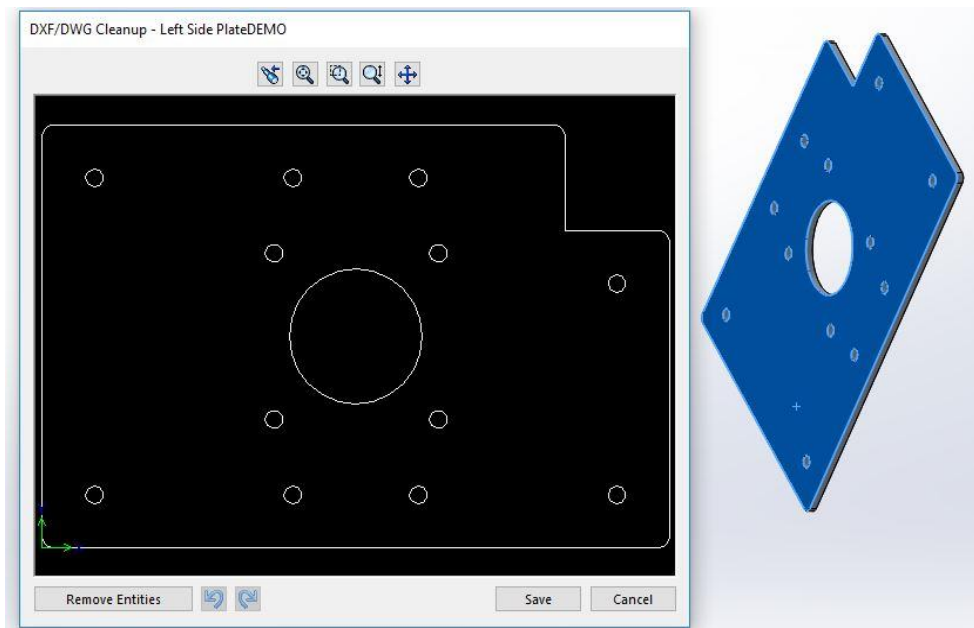 DXF/DWG Cleanup - Left Side PlateDEMO
Remove Entities
Save
Cancel